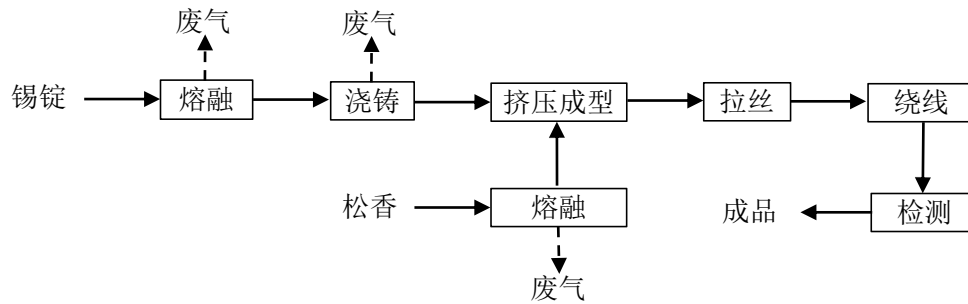 废气 废气
锡锭 熔融 浇铸 挤压成型 拉丝 绕线
松香 熔融 成品 检测
废气